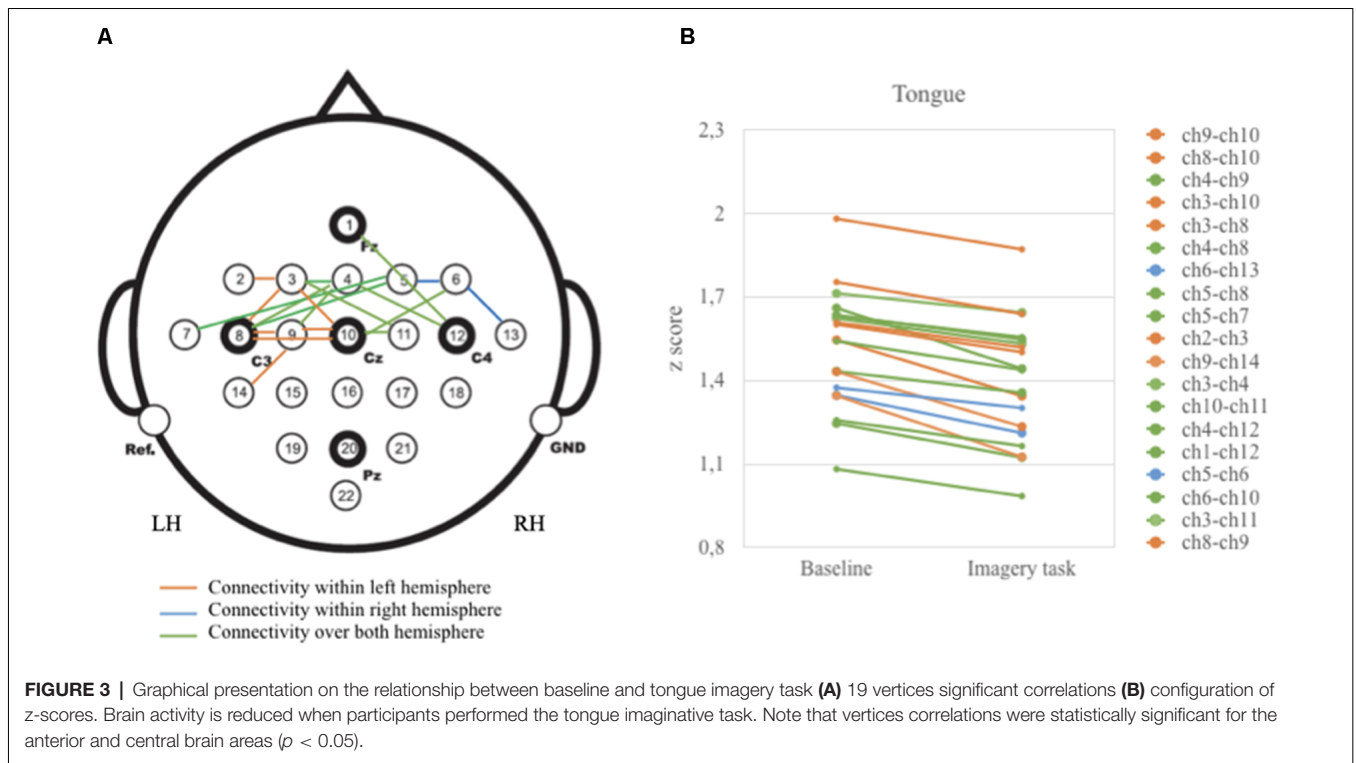 A
B
1
Fz
2
3
4
5
6
7
8
9
10
11
12
13
C3
Cz
C4
14
15
16
17
18
Ref.
GND
19
20
21
Pz
22
LH
RH
Connectivity within left hemisphere
Connectivity within right hemisphere
Connectivity over both hemisphere
Tongue
2,3
2
1,7
1,4
1,1
0,8
z score
Baseline
Imagery task
ch9-ch10
ch8-ch10
ch4-ch9
ch3-ch10
ch3-ch8
ch4-ch8
ch6-ch13
ch5-ch8
ch5-ch7
ch2-ch3
ch9-ch14
ch3-ch4
ch10-ch11
ch4-ch12
ch1-ch12
ch5-ch6
ch6-ch10
ch3-ch11
ch8-ch9
FIGURE 3 | Graphical presentation on the relationship between baseline and tongue imagery task (A) 19 vertices significant correlations (B) configuration of
z-scores. Brain activity is reduced when participants performed the tongue imaginative task. Note that vertices correlations were statistically significant for the
anterior and central brain areas (p < 0.05).